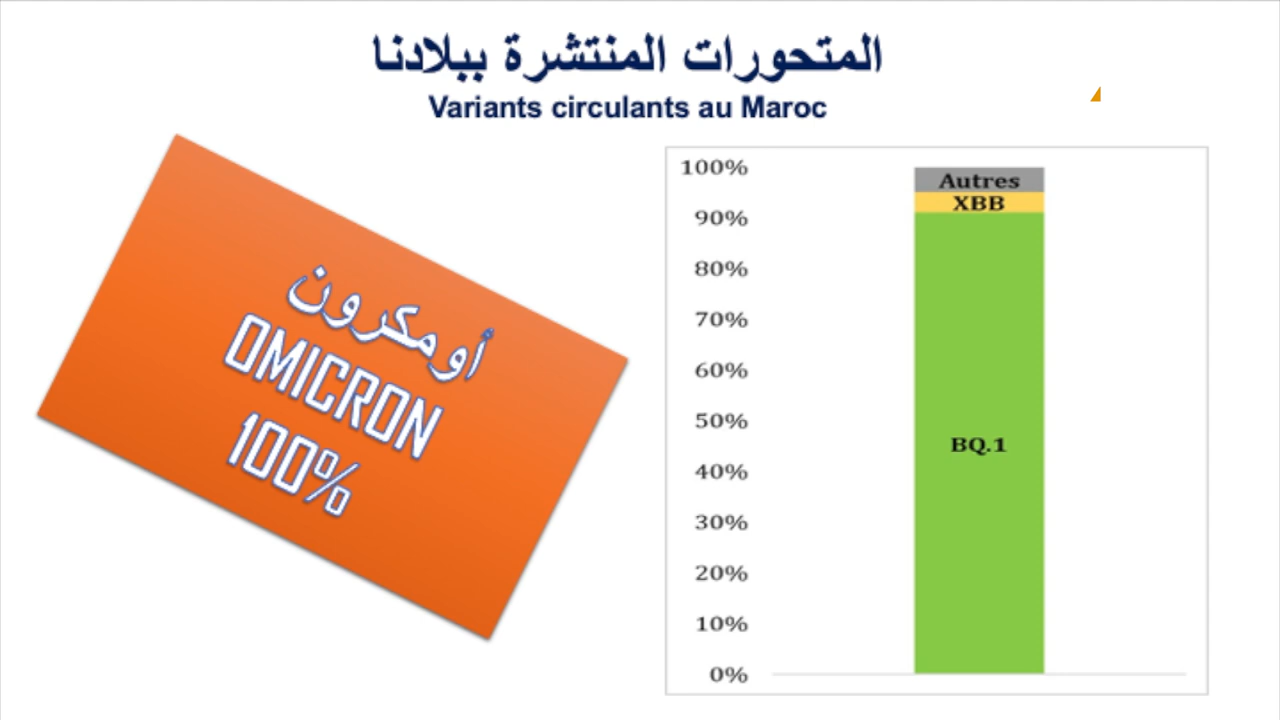 المتحورات المنتشرة ببلادنا
Variants circulants au Maroc
أومكرون
OMICRON
100%
100%
90%
80%
70%
60%
50%
40%
30%
20%
10%
0%
Autres
XBB
BQ.1